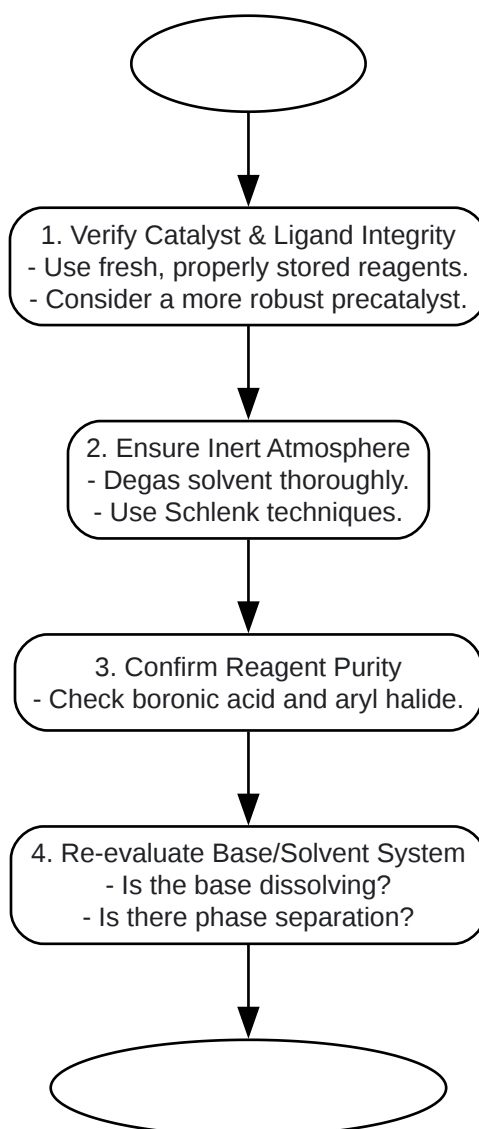 1. Verify Catalyst & Ligand Integrity
- Use fresh, properly stored reagents.
- Consider a more robust precatalyst.
2. Ensure Inert Atmosphere
- Degas solvent thoroughly.
- Use Schlenk techniques.
3. Confirm Reagent Purity
- Check boronic acid and aryl halide.
4. Re-evaluate Base/Solvent System
- Is the base dissolving?
- Is there phase separation?